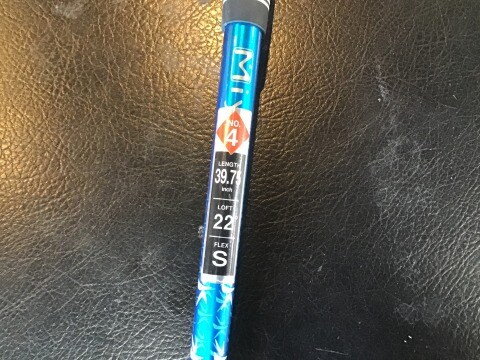 NO.
4
LENGTH
39.75
inch
LOFT
22°
FLEX
S